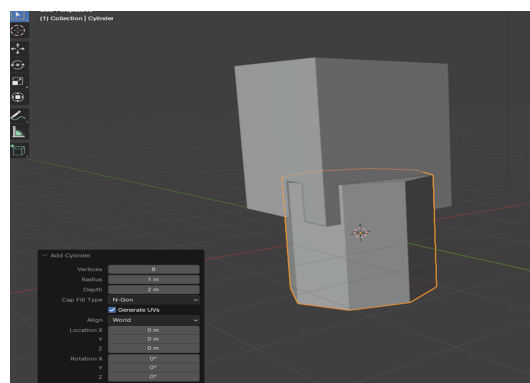 (1) Collection | Cylinder
Add Cylinder
Vertices 8
Radius 1 m
Depth 2 m
Cap Fill Type N-Gon
Generate UVs
Align World
Location X 0 m
Y 0 m
Z 0 m
Rotation X 0°
Y 0°
Z 0°